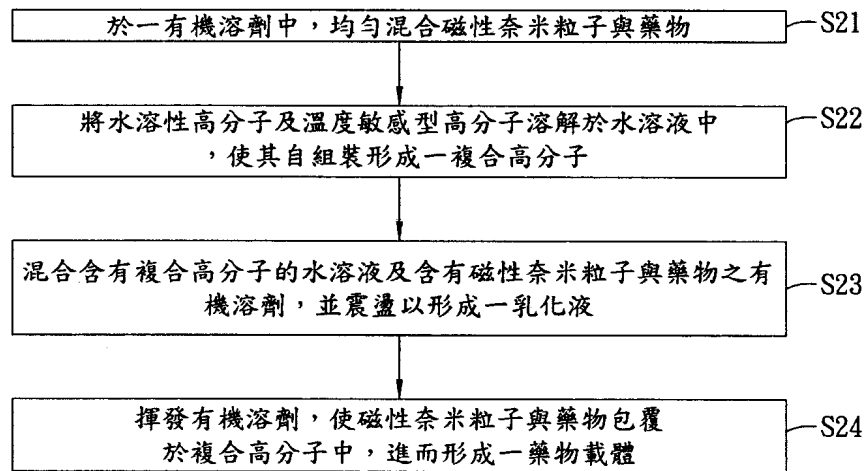 於一有機溶劑中，均勻混合磁性奈米粒子與藥物
S21
將水溶性高分子及溫度敏感型高分子溶解於水溶液中
，使其自組裝形成一複合高分子
S22
混合含有複合高分子的水溶液及含有磁性奈米粒子與藥物之有
機溶劑，並震盪以形成一乳化液
S23
揮發有機溶劑，使磁性奈米粒子與藥物包覆
於複合高分子中，進而形成一藥物載體
S24